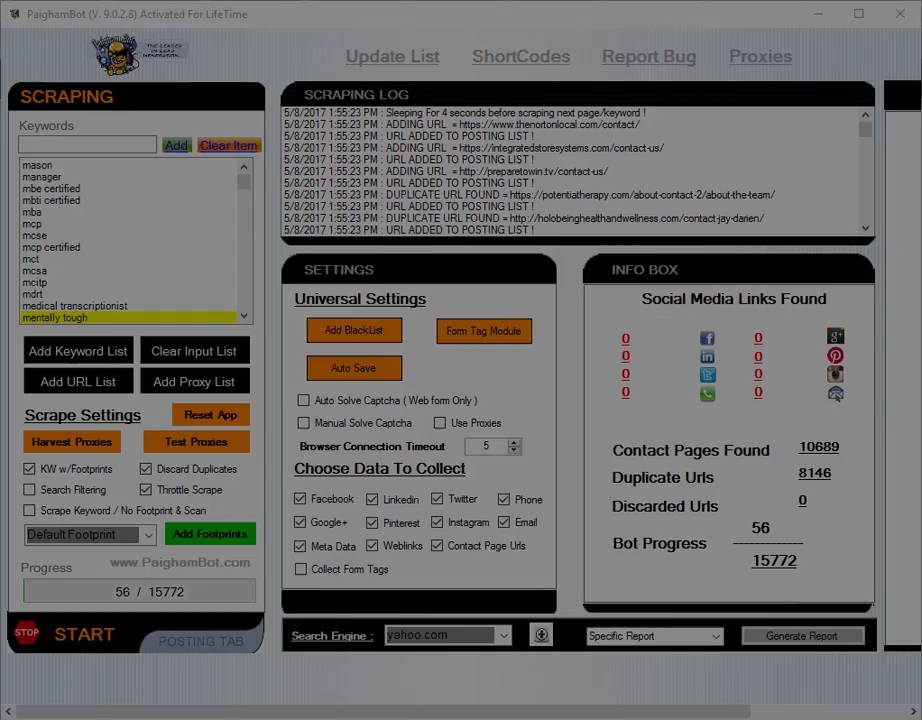 PaighamBot (V. 9.0.2.8) Activated For LifeTime
THE LEADER
IN LEAD
GENERATION
Update List
ShortCodes
Report Bug
Proxies
SCRAPING
Keywords
Add
Clear Item
mason
manager
mbe certified
mbti certified
mba
mcp
mcse
mcp certified
mct
mcsa
mcitp
mdrt
medical transcriptionist
mentally tough
Add Keyword List
Clear Input List
Add URL List
Add Proxy List
Scrape Settings
Reset App
Harvest Proxies
Test Proxies
KW w/Footprints
Discard Duplicates
Search Filtering
Throttle Scrape
Scrape Keyword / No Footprint & Scan
Default Footprint
Add Footprints
www.PaighamBot.com
Progress
56 / 15772
STOP
START
POSTING TAB
SCRAPING LOG
5/8/2017 1:55:23 PM : Sleeping For 4 seconds before scraping next page/keyword !
5/8/2017 1:55:23 PM : ADDING URL = https://www.thenortonlocal.com/contact/
5/8/2017 1:55:23 PM : URL ADDED TO POSTING LIST !
5/8/2017 1:55:23 PM : ADDING URL = https://integratedstoresystems.com/contact-us/
5/8/2017 1:55:23 PM : URL ADDED TO POSTING LIST !
5/8/2017 1:55:23 PM : ADDING URL = http://preparetowin.tv/contact-us/
5/8/2017 1:55:23 PM : URL ADDED TO POSTING LIST !
5/8/2017 1:55:23 PM : DUPLICATE URL FOUND = https://potentiatherapy.com/about-contact-2/about-the-team/
5/8/2017 1:55:23 PM : URL ADDED TO POSTING LIST !
5/8/2017 1:55:23 PM : DUPLICATE URL FOUND = http://holobeinghealthandwellness.com/contact-jay-darien/
5/8/2017 1:55:23 PM : URL ADDED TO POSTING LIST !
SETTINGS
Universal Settings
Add BlackList
Form Tag Module
Auto Save
Auto Solve Captcha ( Web form Only )
Manual Solve Captcha
Use Proxies
Browser Connection Timeout
5
Choose Data To Collect
Facebook
Linkedin
Twitter
Phone
Google+
Pinterest
Instagram
Email
Meta Data
Weblinks
Contact Page Urls
Collect Form Tags
INFO BOX
Social Media Links Found
0 0
0 0
0 0
0 0
Contact Pages Found 10689
Duplicate Urls 8146
Discarded Urls 0
56
Bot Progress
15772
Search Engine :
yahoo.com
Specific Report
Generate Report